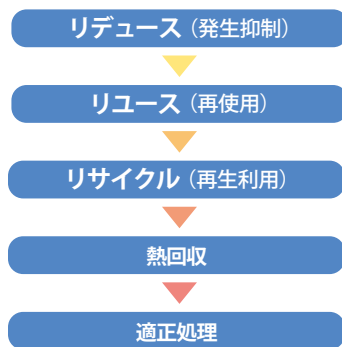 リデュース（発生抑制）
リユース（再使用）
リサイクル（再生利用）
熱回収
適正処理